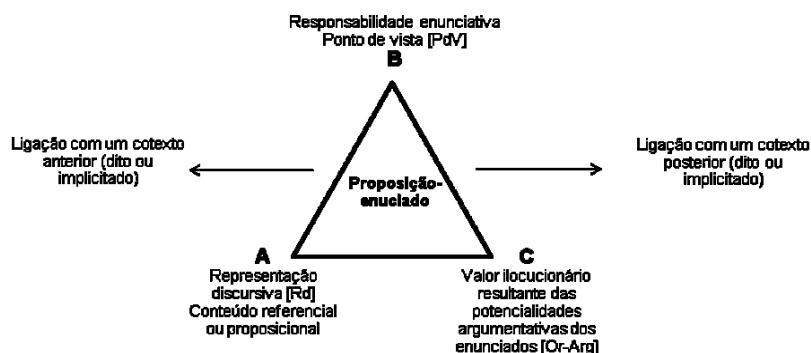 Responsabilidade enunciativa
Ponto de vista [PdV]
B
Ligação com um cotexto
anterior (dito ou
implicitado)
Ligação com um cotexto
posterior (dito ou
implicitado)
Proposição-
enuciado
A
Representação
discursiva [Rd]
Conteúdo referencial
ou proposicional
C
Valor ilocucionário
resultante das
potencialidades
argumentativas dos
enunciados [Or-Arg]